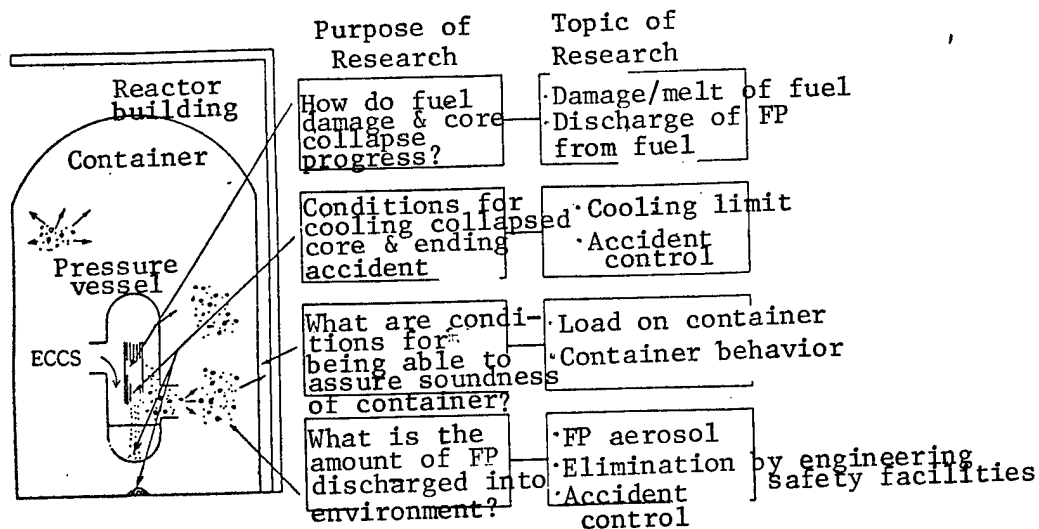 Purpose of
Research
Topic of
Research
Reactor
building
Container
Pressure
vessel
ECCS
How do fuel
damage & core
collapse
progress?
·Damage/melt of fuel
·Discharge of FP
from fuel
Conditions for
cooling collapsed
core & ending
accident
·Cooling limit
·Accident
control
What are condi-
tions for
being able to
assure soundness
of container?
·Load on container
·Container behavior
What is the
amount of FP
discharged into
environment?
·FP aerosol
·Elimination by engineering
safety facilities
·Accident
control